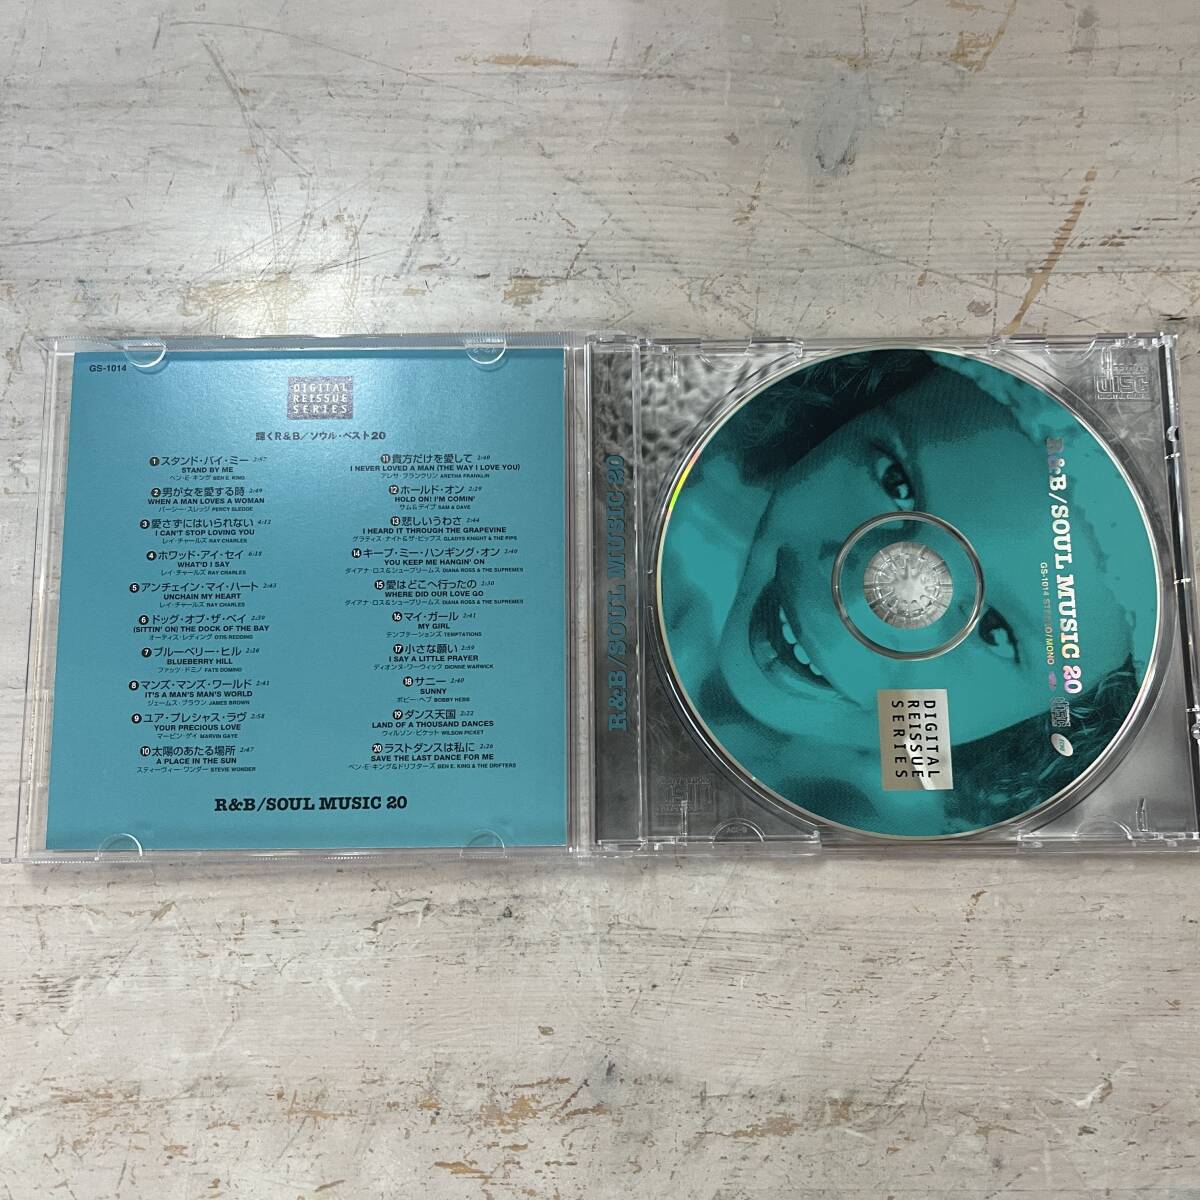 GS-1014
DIGITAL
REISSUE
SERIES
輝くR&B/ソウル・ベスト20
1 スタンド・バイ・ミー 2:57
STAND BY ME
ベン・E・キング BEN E. KING
2 男が女を愛する時 2:49
WHEN A MAN LOVES A WOMAN
パーシー・スレッジ PERCY SLEDGE
3 愛さずにはいられない 4:12
I CAN'T STOP LOVING YOU
レイ・チャールズ RAY CHARLES
4 ホワッド・アイ・セイ 6:18
WHAT'D I SAY
レイ・チャールズ RAY CHARLES
5 アンチェイン・マイ・ハート 2:43
UNCHAIN MY HEART
レイ・チャールズ RAY CHARLES
6 ドッグ・オブ・ザ・ベイ 2:39
(SITTIN' ON) THE DOCK OF THE BAY
オーティス・レディング OTIS REDDING
7 ブルーベリー・ヒル 2:20
BLUEBERRY HILL
ファッツ・ドミノ FATS DOMINO
8 マンズ・マンズ・ワールド 2:41
IT'S A MAN'S MAN'S WORLD
ジェームス・ブラウン JAMES BROWN
9 ユア・プレシャス・ラヴ 2:58
YOUR PRECIOUS LOVE
マービン・ゲイ MARVIN GAYE
10 太陽のあたる場所 2:47
A PLACE IN THE SUN
スティーヴィー・ワンダー STEVIE WONDER
11 貴方だけを愛して 2:40
I NEVER LOVED A MAN (THE WAY I LOVE YOU)
アレサ・フランクリン ARETHA FRANKLIN
12 ホールド・オン 2:29
HOLD ON! I'M COMIN'
サム&デイブ SAM & DAVE
13 悲しいうわさ 2:44
I HEARD IT THROUGH THE GRAPEVINE
グラディス・ナイト&ザ・ピップス GLADYS KNIGHT & THE PIPS
14 キープ・ミー・ハンギング・オン 2:40
YOU KEEP ME HANGIN' ON
ダイアナ・ロス&シュープリームス DIANA ROSS & THE SUPREMES
15 愛はどこへ行ったの 2:30
WHERE DID OUR LOVE GO
ダイアナ・ロス&シュープリームス DIANA ROSS & THE SUPREMES
16 マイ・ガール 2:41
MY GIRL
テンプテーションズ TEMPTATIONS
17 小さな願い 2:59
I SAY A LITTLE PRAYER
ディオンヌ・ワーウィック DIONNE WARWICK
18 サニー 2:40
SUNNY
ボビー・ヘブ BOBBY HEBB
19 ダンス天国 2:22
LAND OF A THOUSAND DANCES
ウィルソン・ピケット WILSON PICKET
20 ラストダンスは私に 2:26
SAVE THE LAST DANCE FOR ME
ベン・E・キング&ドリフターズ BEN E. KING & THE DRIFTERS
R&B/SOUL MUSIC 20
R&B/SOUL MUSIC 20
R&B/SOUL MUSIC 20
GS-1014 STEREO/MONO
DIGITAL
REISSUE
SERIES
DISC